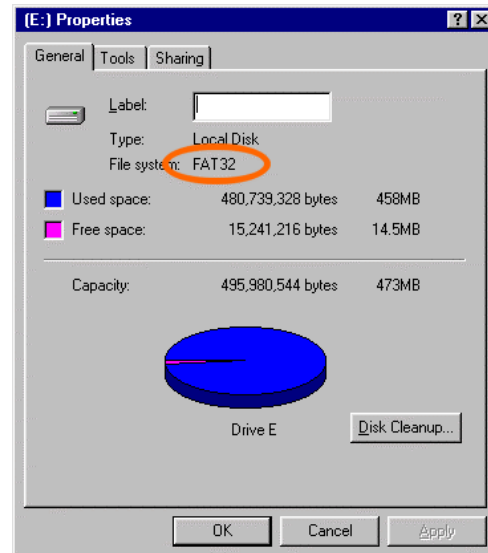 (E:) Properties
General Tools Sharing
Label:
Type: Local Disk
File system: FAT32
Used space: 480,739,328 bytes 458MB
Free space: 15,241,216 bytes 14.5MB
Capacity: 495,980,544 bytes 473MB
Drive E
Disk Cleanup...
OK Cancel Apply